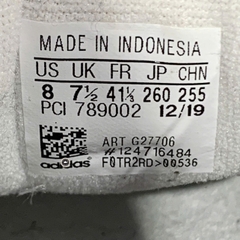 MADE IN INDONESIA
US UK FR JP CHN
8 7½ 41⅓ 260 255
PCI 789002 12/19
ART G27706
#124716484
adidas F0TR2RD>00536